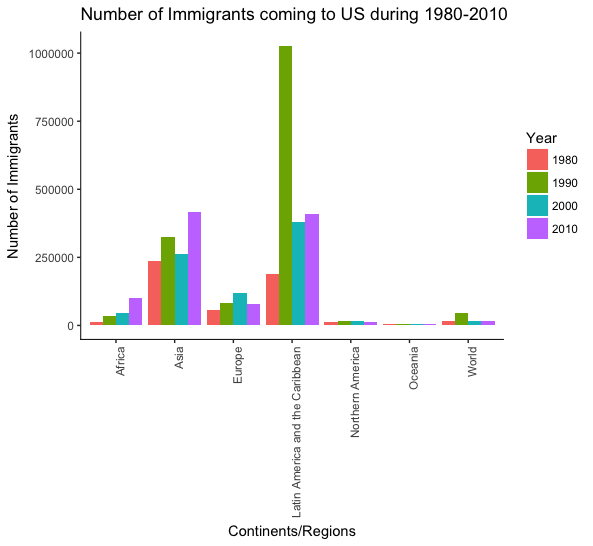 Number of Immigrants coming to US during 1980-2010
Number of Immigrants
1000000
750000
500000
250000
0
Africa
Asia
Europe
Latin America and the Caribbean
Northern America
Oceania
World
Continents/Regions
Year
1980
1990
2000
2010